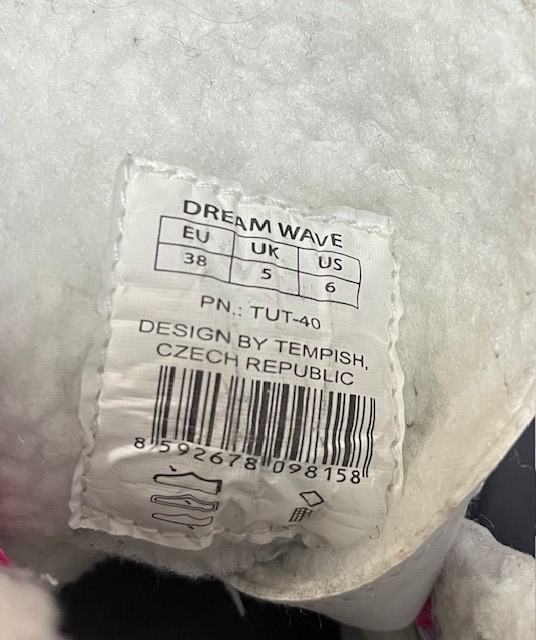 DREAM WAVE
EU UK US
38 5 6
PN.: TUT-40
DESIGN BY TEMPISH,
CZECH REPUBLIC
8 592678 098158